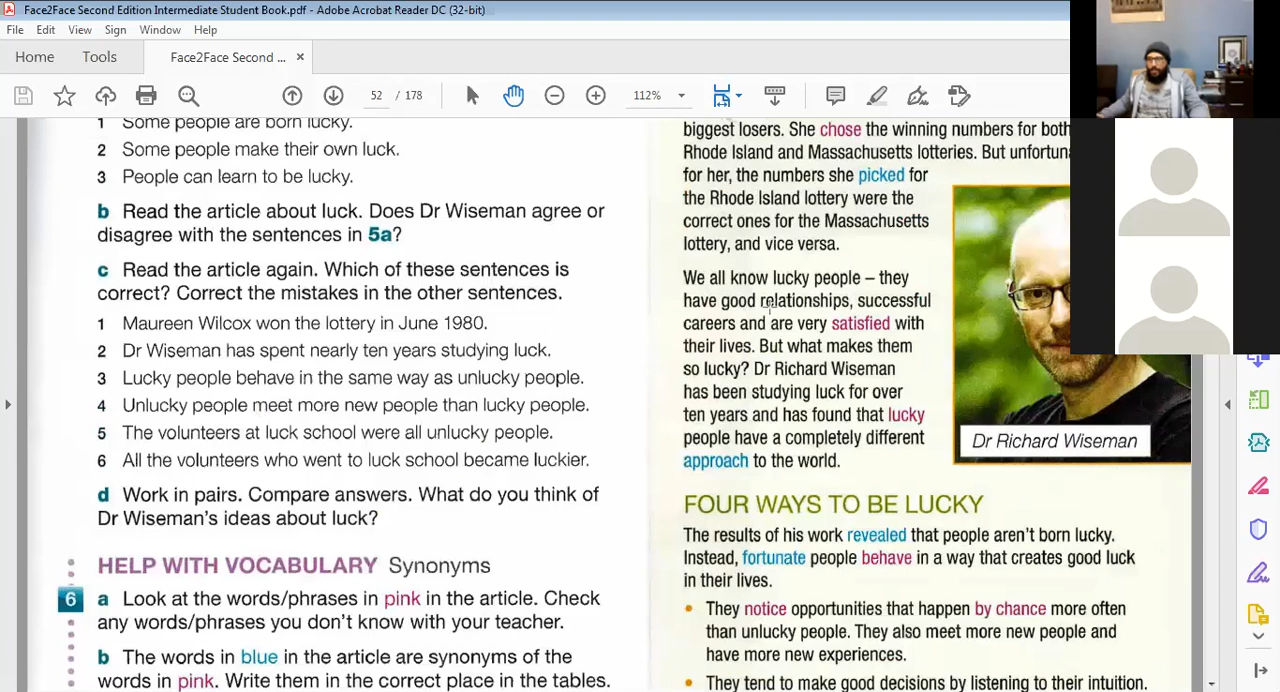 Face2Face Second Edition Intermediate Student Book.pdf - Adobe Acrobat Reader DC (32-bit)
File Edit View Sign Window Help
Home Tools Face2Face Second ... ×
52 / 178 112%
1 Some people are born lucky.
2 Some people make their own luck.
3 People can learn to be lucky.
b Read the article about luck. Does Dr Wiseman agree or
disagree with the sentences in 5a?
c Read the article again. Which of these sentences is
correct? Correct the mistakes in the other sentences.
1 Maureen Wilcox won the lottery in June 1980.
2 Dr Wiseman has spent nearly ten years studying luck.
3 Lucky people behave in the same way as unlucky people.
4 Unlucky people meet more new people than lucky people.
5 The volunteers at luck school were all unlucky people.
6 All the volunteers who went to luck school became luckier.
d Work in pairs. Compare answers. What do you think of
Dr Wiseman's ideas about luck?
HELP WITH VOCABULARY Synonyms
6 a Look at the words/phrases in pink in the article. Check
any words/phrases you don't know with your teacher.
b The words in blue in the article are synonyms of the
words in pink. Write them in the correct place in the tables.
biggest losers. She chose the winning numbers for both
Rhode Island and Massachusetts lotteries. But unfortun
for her, the numbers she picked for
the Rhode Island lottery were the
correct ones for the Massachusetts
lottery, and vice versa.
We all know lucky people – they
have good relationships, successful
careers and are very satisfied with
their lives. But what makes them
so lucky? Dr Richard Wiseman
has been studying luck for over
ten years and has found that lucky
people have a completely different
approach to the world.
Dr Richard Wiseman
FOUR WAYS TO BE LUCKY
The results of his work revealed that people aren't born lucky.
Instead, fortunate people behave in a way that creates good luck
in their lives.
• They notice opportunities that happen by chance more often
than unlucky people. They also meet more new people and
have more new experiences.
• They tend to make good decisions by listening to their intuition.